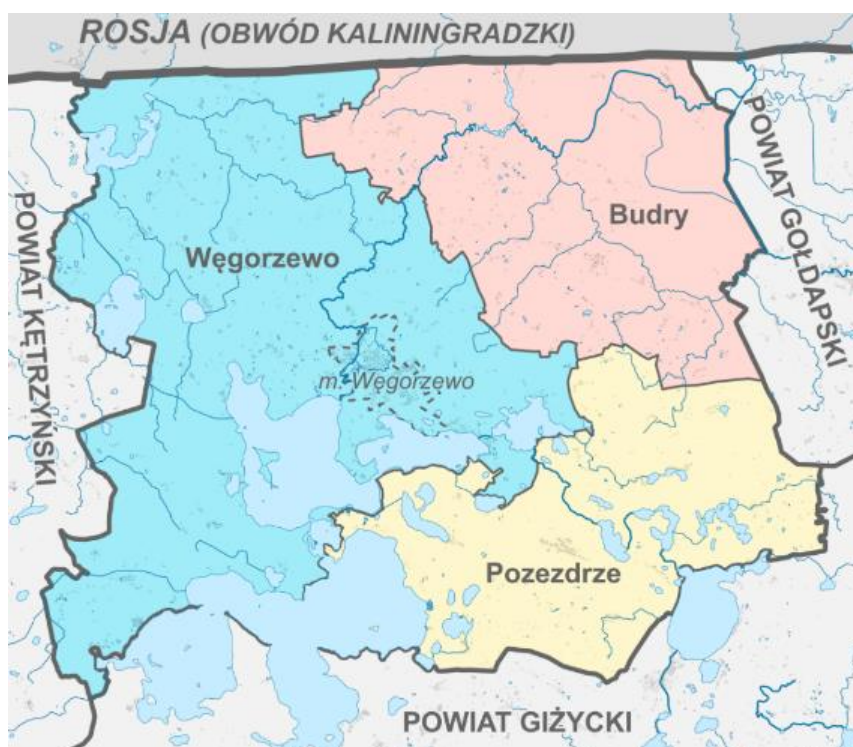 ROSJA (OBWÓD KALININGRADZKI)
POWIAT GOŁDAPSKI
POWIAT KĘTRZYŃSKI
Budry
Węgorzewo
m. Węgorzewo
Pozezdrze
POWIAT GIŻYCKI